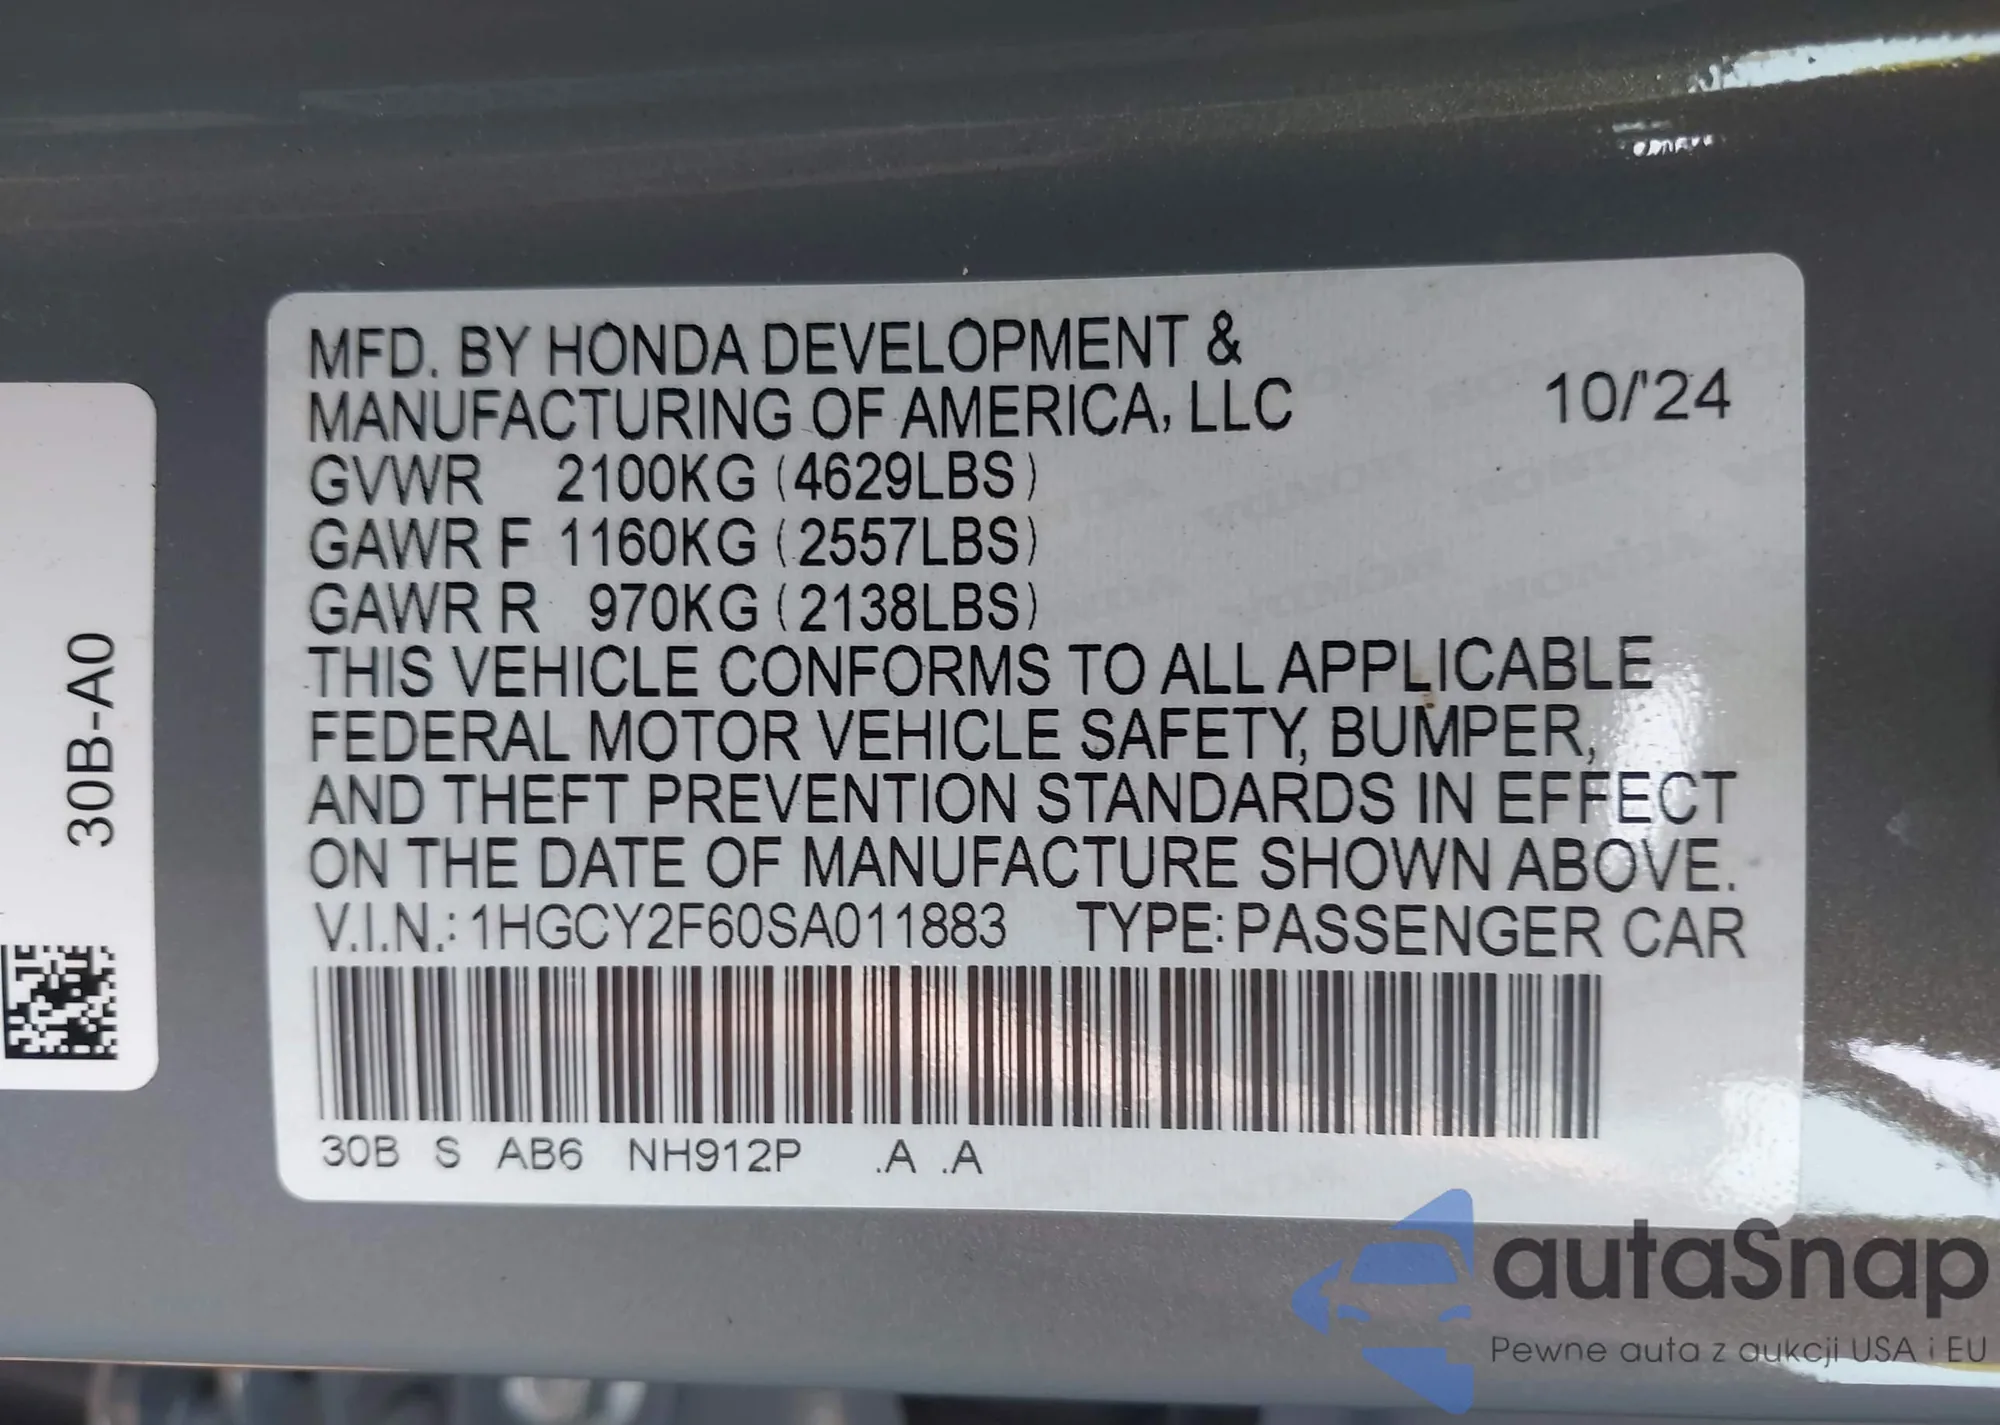 MFD. BY HONDA DEVELOPMENT &
MANUFACTURING OF AMERICA, LLC
10/'24
GVWR 2100KG (4629LBS)
GAWR F 1160KG (2557LBS)
GAWR R 970KG (2138LBS)
THIS VEHICLE CONFORMS TO ALL APPLICABLE
FEDERAL MOTOR VEHICLE SAFETY, BUMPER,
AND THEFT PREVENTION STANDARDS IN EFFECT
ON THE DATE OF MANUFACTURE SHOWN ABOVE.
V.I.N.: 1HGCY2F60SA011883 TYPE: PASSENGER CAR
30B S AB6 NH912P .A .A
30B-A0
autaSnap
Pewne auta z aukcji USA i EU